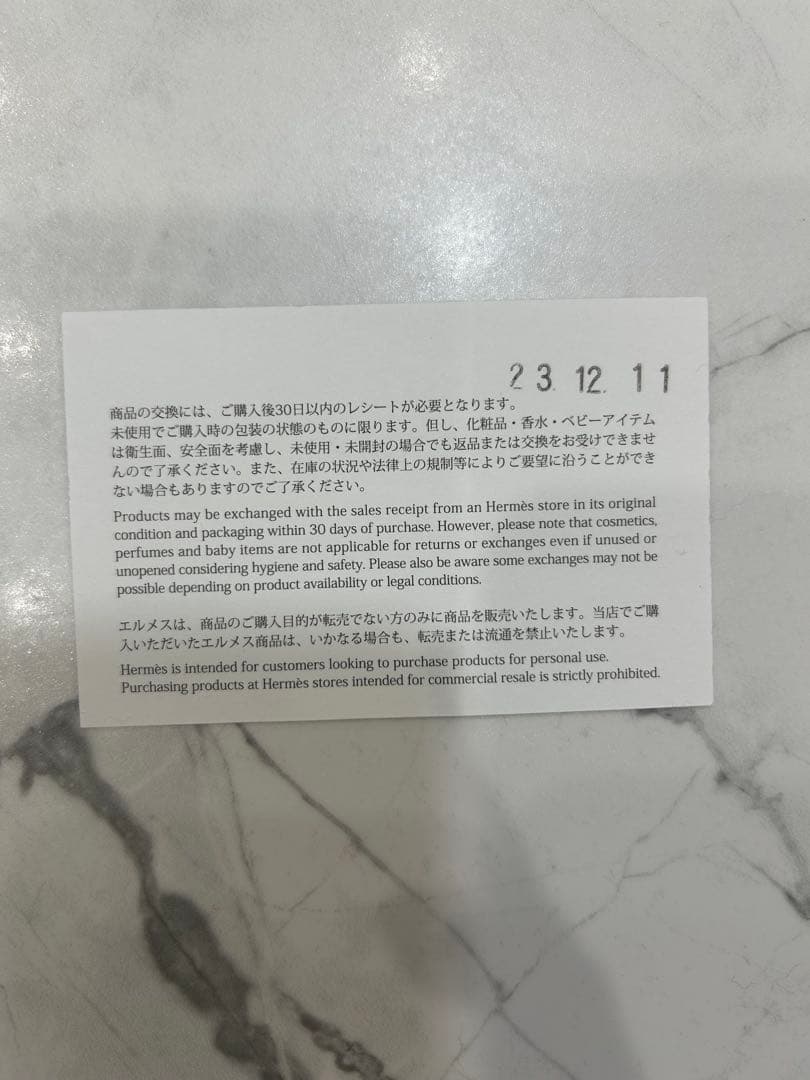 23.12.11
商品の交換には、ご購入後30日以内のレシートが必要となります。
未使用でご購入時の包装の状態のものに限ります。但し、化粧品・香水・ベビーアイテム
は衛生面、安全面を考慮し、未使用・未開封の場合でも返品または交換をお受けできませ
んので了承ください。また、在庫の状況や法律上の規制等によりご要望に沿うことができ
ない場合もありますのでご了承ください。
Products may be exchanged with the sales receipt from an Hermès store in its original
condition and packaging within 30 days of purchase. However, please note that cosmetics,
perfumes and baby items are not applicable for returns or exchanges even if unused or
unopened considering hygiene and safety. Please also be aware some exchanges may not be
possible depending on product availability or legal conditions.
エルメスは、商品のご購入目的が転売でない方のみに商品を販売いたします。当店でご購
入いただいたエルメス商品は、いかなる場合も、転売または流通を禁止いたします。
Hermès is intended for customers looking to purchase products for personal use.
Purchasing products at Hermès stores intended for commercial resale is strictly prohibited.